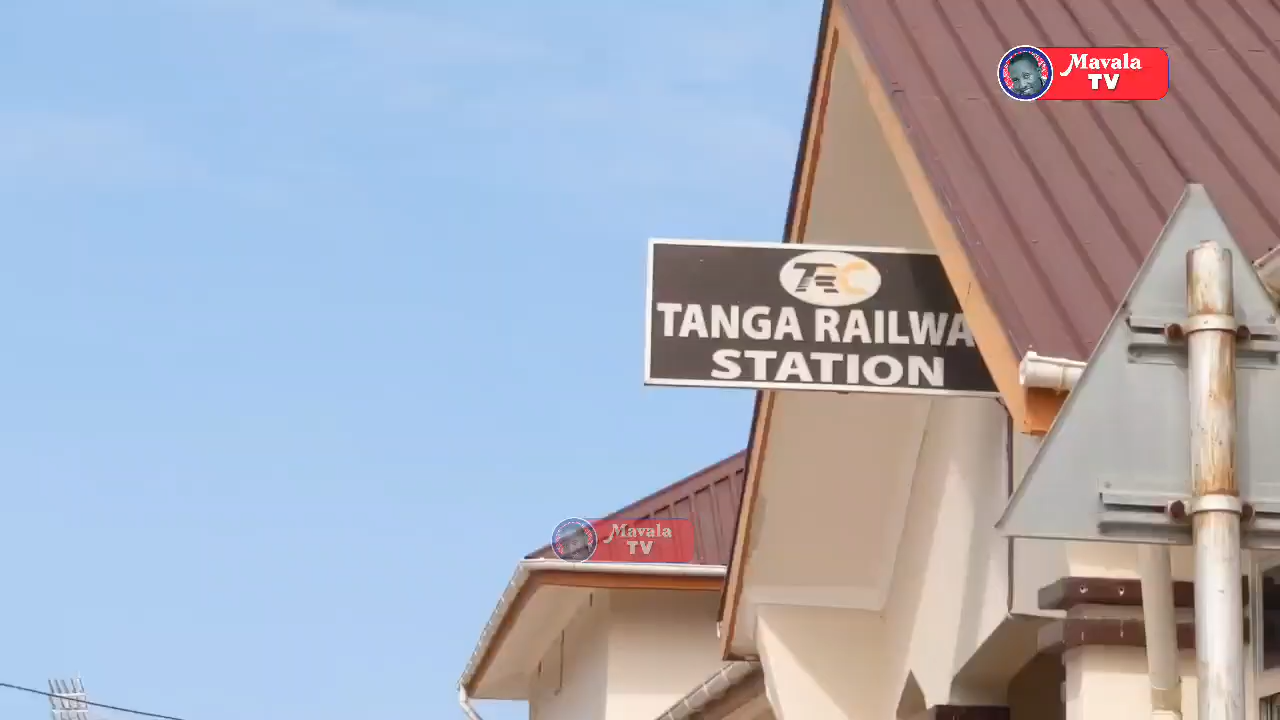 Mavala
TV
TRC
TANGA RAILWA
STATION
Mavala
TV